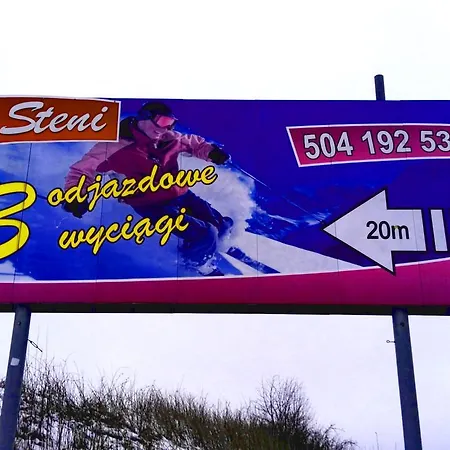 Steni
504 192 53
3 odjazdowe
wyciągi
20m